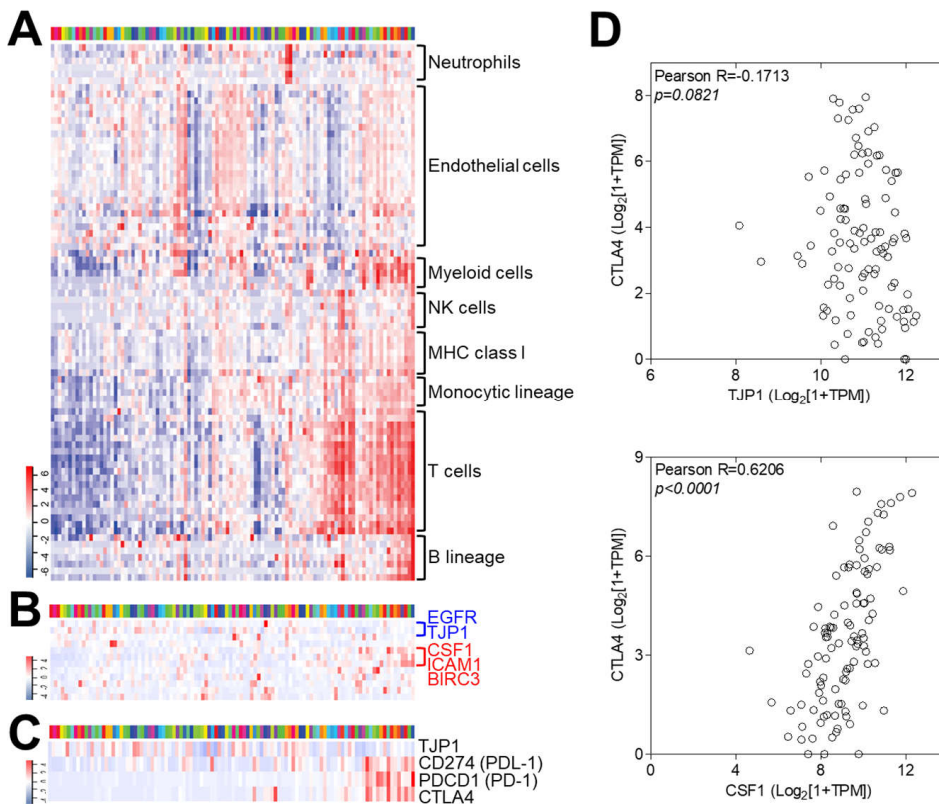 A
Neutrophils
Endothelial cells
Myeloid cells
NK cells
MHC class I
Monocytic lineage
T cells
B lineage
6
4
2
0
-2
-4
-6
B
EGFR
TJP1
CSF1
ICAM1
BIRC3
C
TJP1
CD274 (PDL-1)
PDCD1 (PD-1)
CTLA4
D
Pearson R=-0.1713
p=0.0821
CTLA4 (Log2[1+TPM])
8
6
4
2
0
6 8 10 12
TJP1 (Log2[1+TPM])
Pearson R=0.6206
p<0.0001
CTLA4 (Log2[1+TPM])
9
6
3
0
0 4 8 12
CSF1 (Log2[1+TPM])